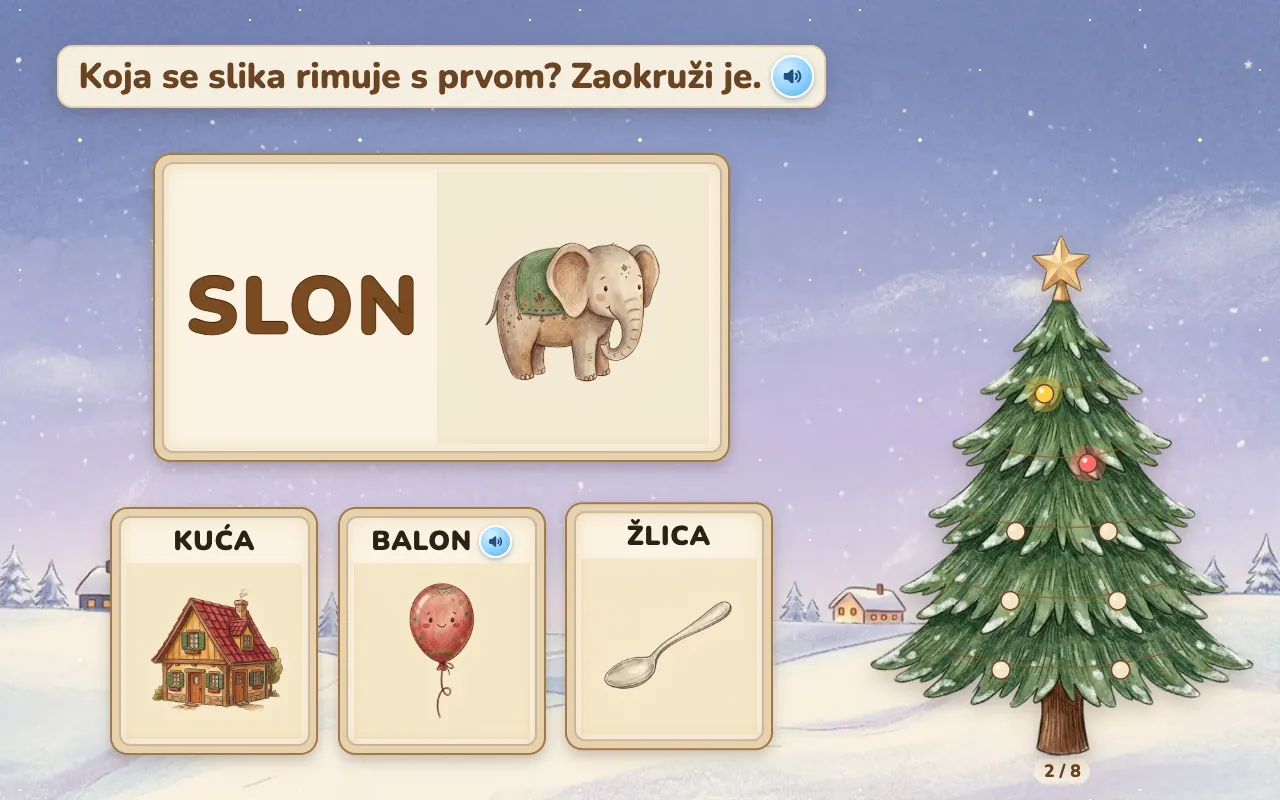 Koja se slika rimuje s prvom? Zaokruži je.
SLON
KUĆA
BALON
ŽLICA
2 / 8